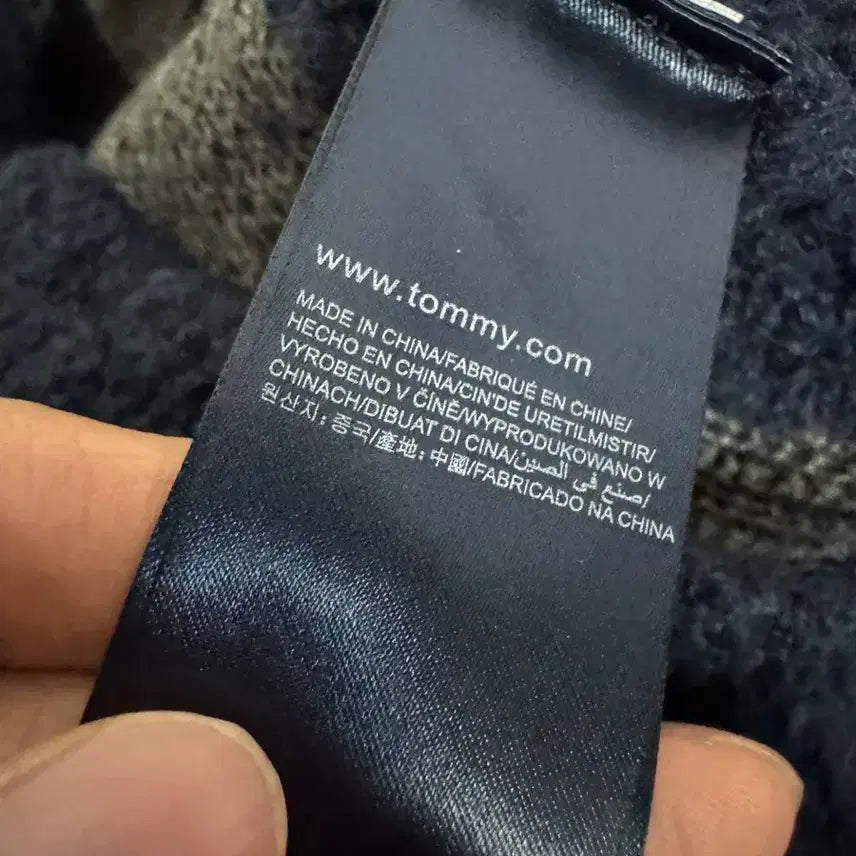 www.tommy.com
MADE IN CHINA/FABRIQUÉ EN CHINE/
HECHO EN CHINA/CIN'DE URETILMISTIR/
VYROBENO V ČÍNĚ/WYPRODUKOWANO W
CHINACH/DIBUAT DI CINA/صنع في الصين/
원산지: 중국/產地: 中國/FABRICADO NA CHINA